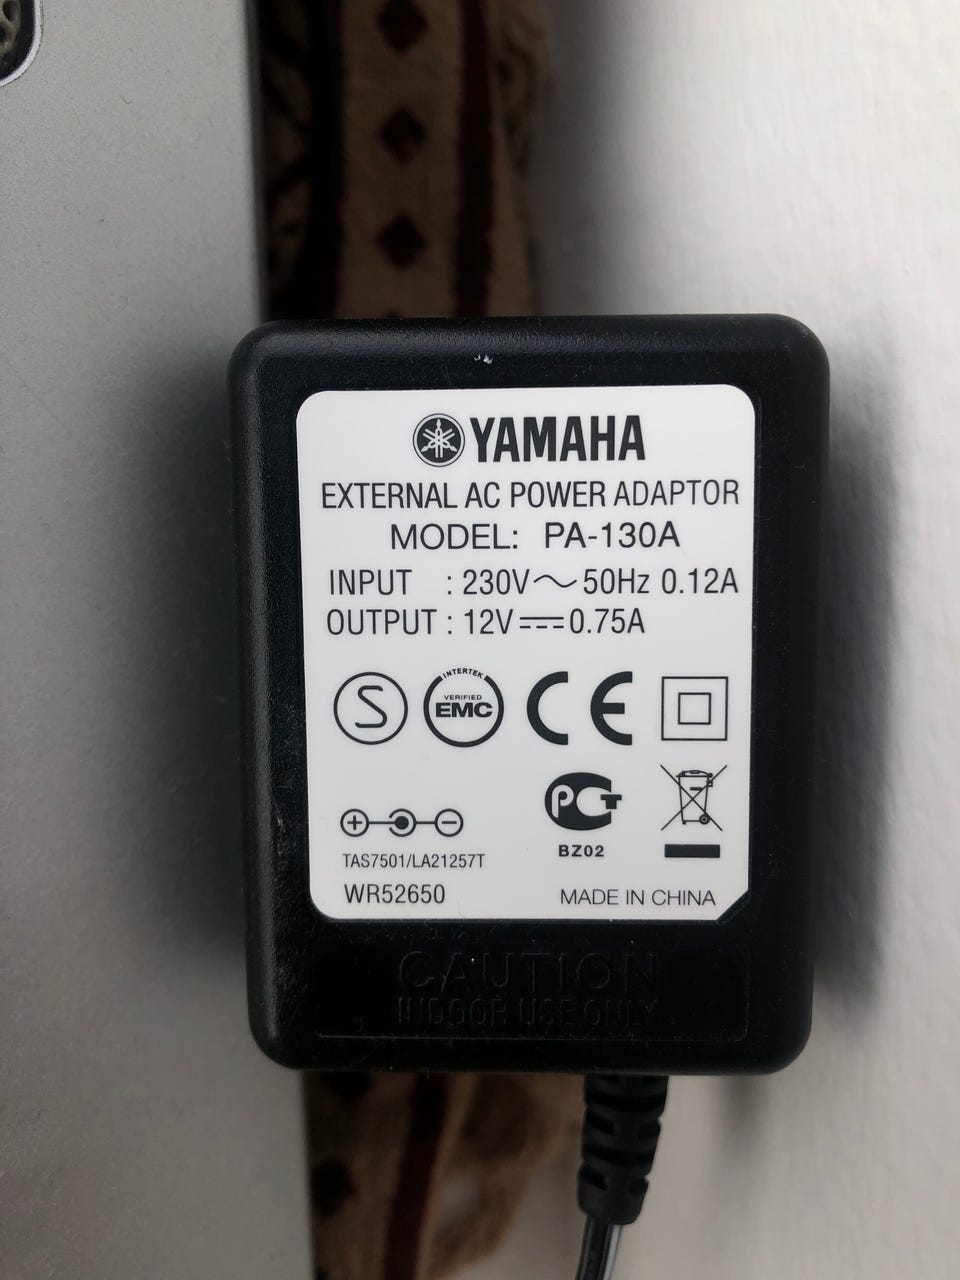 YAMAHA
EXTERNAL AC POWER ADAPTOR
MODEL: PA-130A
INPUT : 230V～50Hz 0.12A
OUTPUT : 12V⎓0.75A
S
INTERTEK
VERIFIED
EMC
CE
PCT
BZ02
TAS7501/LA21257T
WR52650
MADE IN CHINA
CAUTION
INDOOR USE ONLY